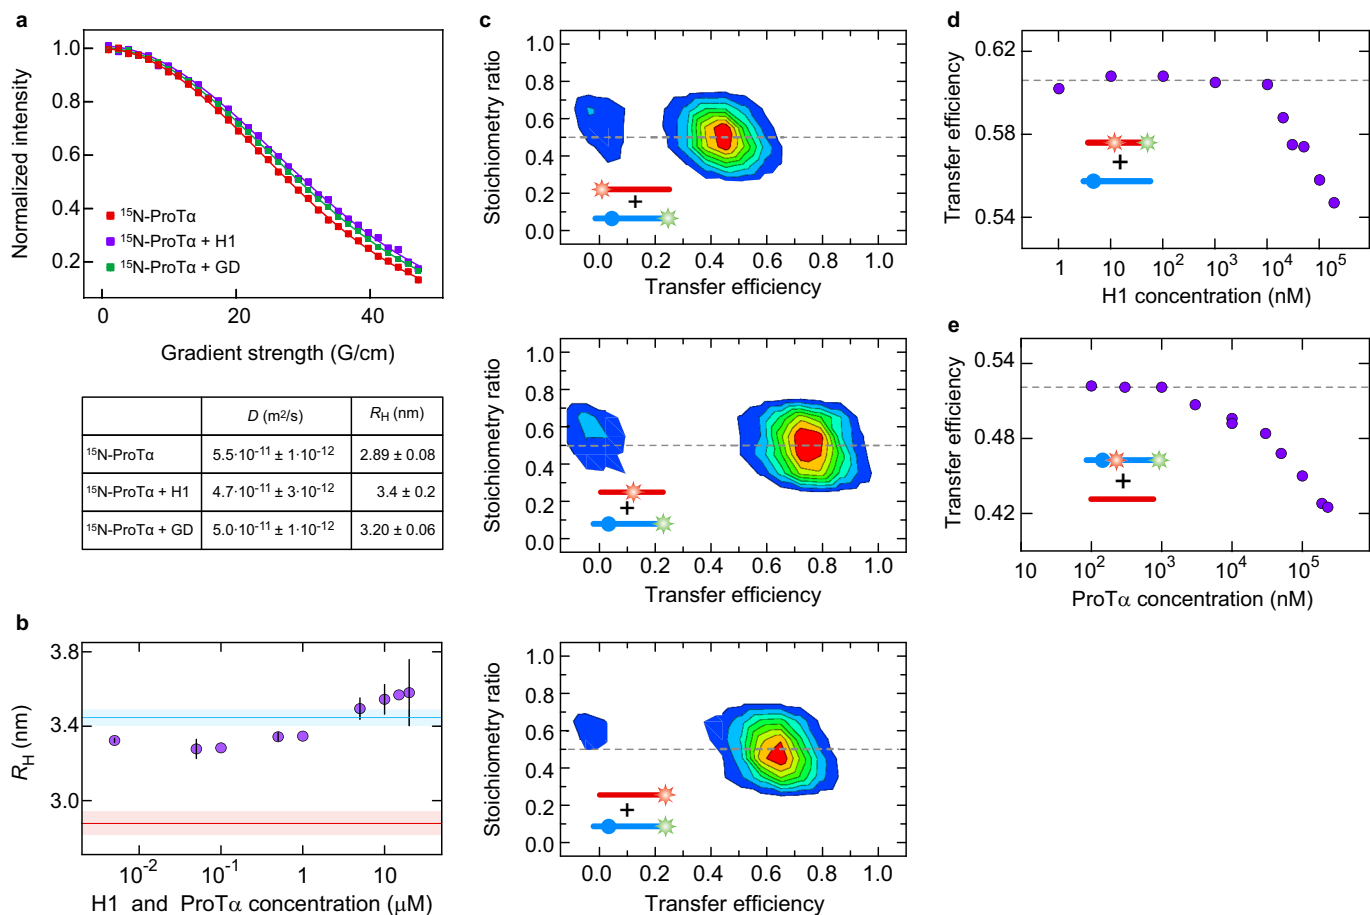 a
Normalized intensity
1.0
0.8
0.6
0.4
0.2
¹⁵N-ProTα
¹⁵N-ProTα + H1
¹⁵N-ProTα + GD
0 20 40
Gradient strength (G/cm)
D (m²/s) R_H (nm)
¹⁵N-ProTα 5.5·10⁻¹¹ ± 1·10⁻¹² 2.89 ± 0.08
¹⁵N-ProTα + H1 4.7·10⁻¹¹ ± 3·10⁻¹² 3.4 ± 0.2
¹⁵N-ProTα + GD 5.0·10⁻¹¹ ± 1·10⁻¹² 3.20 ± 0.06
b
R_H (nm)
3.8
3.4
3.0
10⁻² 10⁻¹ 1 10
H1 and ProTα concentration (μM)
c
Stoichiometry ratio
1.0
0.8
0.6
0.4
0.2
0.0
+
0.0 0.2 0.4 0.6 0.8 1.0
Transfer efficiency
Stoichiometry ratio
1.0
0.8
0.6
0.4
0.2
0.0
+
0.0 0.2 0.4 0.6 0.8 1.0
Transfer efficiency
Stoichiometry ratio
1.0
0.8
0.6
0.4
0.2
0.0
+
0.0 0.2 0.4 0.6 0.8 1.0
Transfer efficiency
d
Transfer efficiency
0.62
0.58
0.54
+
1 10 10² 10³ 10⁴ 10⁵
H1 concentration (nM)
e
Transfer efficiency
0.54
0.48
0.42
+
10 10² 10³ 10⁴ 10⁵
ProTα concentration (nM)